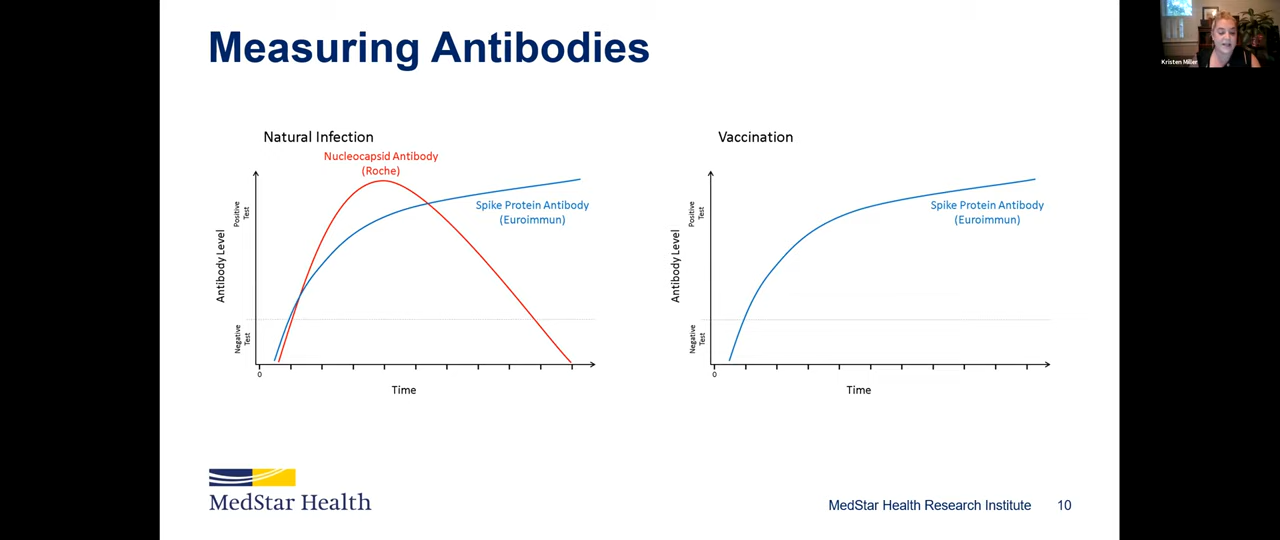 Measuring Antibodies
Kristen Miller
Natural Infection
Nucleocapsid Antibody
(Roche)
Spike Protein Antibody
(Euroimmun)
Antibody Level
Positive
Test
Negative
Test
0
Time
Vaccination
Spike Protein Antibody
(Euroimmun)
Antibody Level
Positive
Test
Negative
Test
0
Time
MedStar Health
MedStar Health Research Institute 10